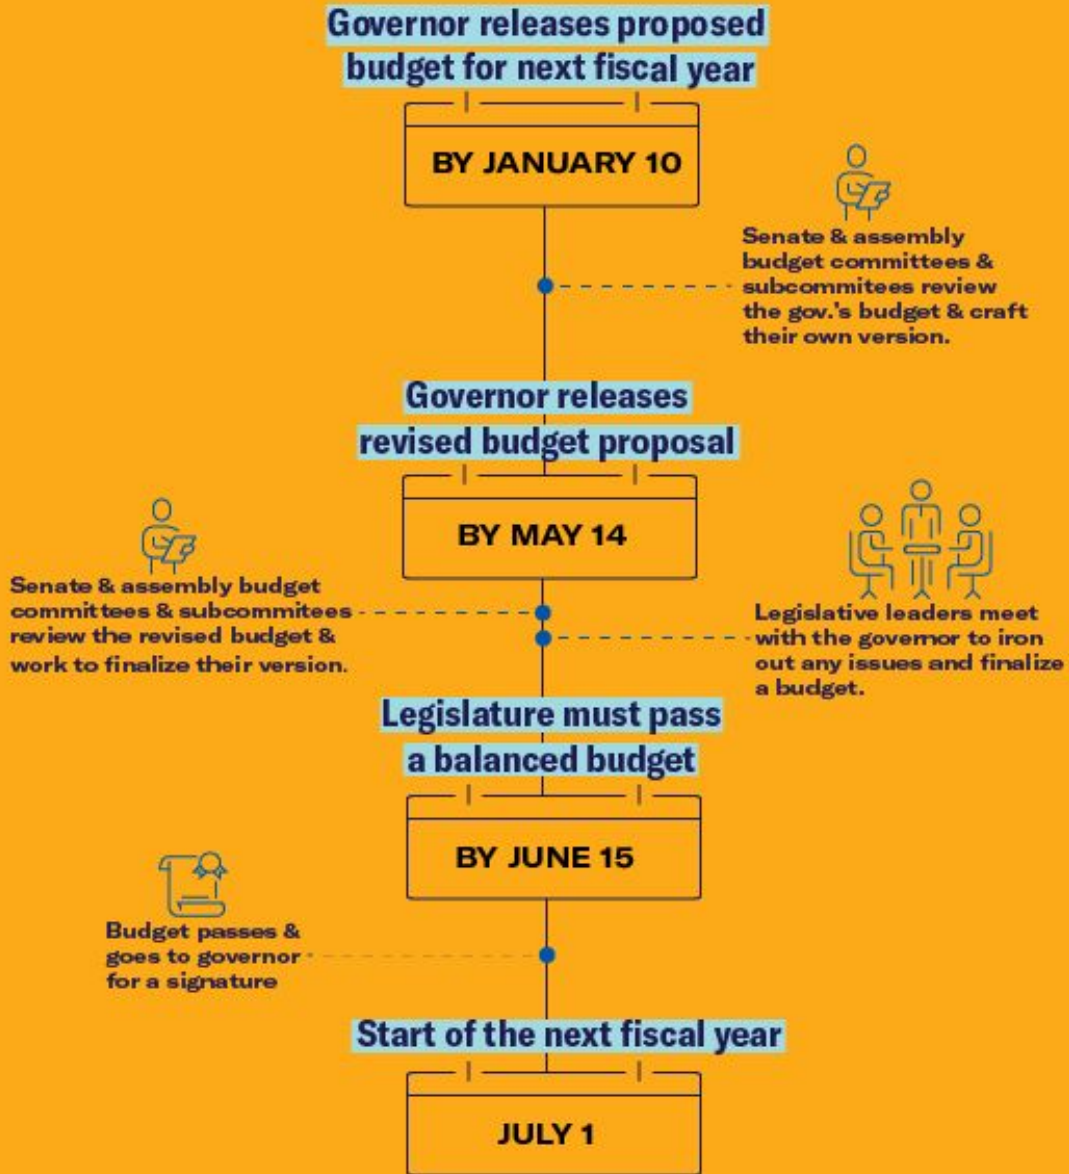 Governor releases proposed
budget for next fiscal year
BY JANUARY 10
Senate & assembly
budget committees &
subcommitees review
the gov.'s budget & craft
their own version.
Governor releases
revised budget proposal
BY MAY 14
Senate & assembly budget
committees & subcommitees
review the revised budget &
work to finalize their version.
Legislative leaders meet
with the governor to iron
out any issues and finalize
a budget.
Legislature must pass
a balanced budget
BY JUNE 15
Budget passes &
goes to governor
for a signature
Start of the next fiscal year
JULY 1